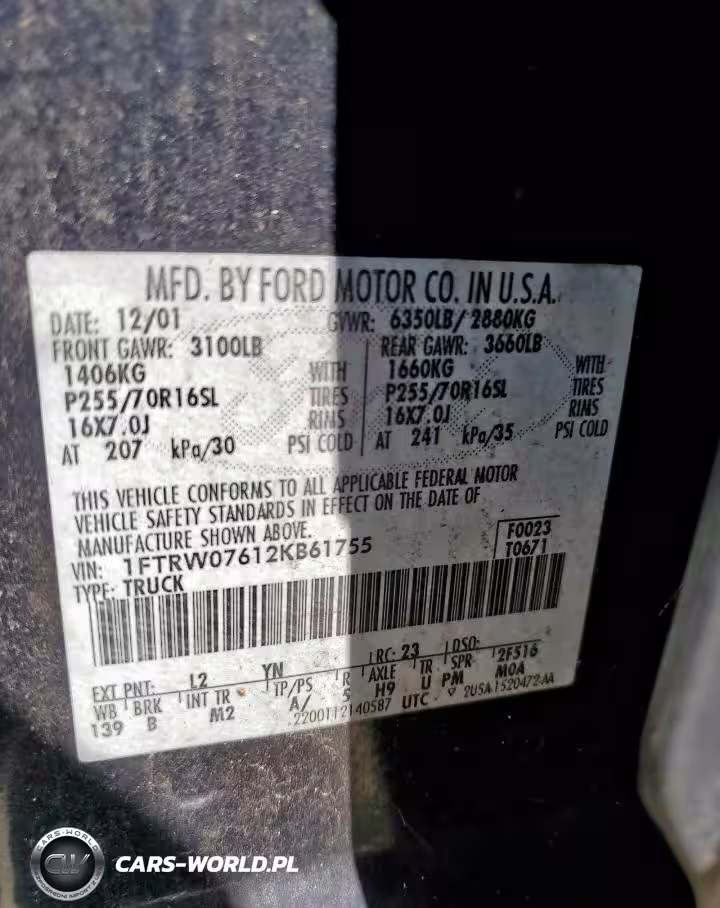 MFD. BY FORD MOTOR CO. IN U.S.A.
DATE: 12/01 GVWR: 6350LB/2880KG
FRONT GAWR: 3100LB REAR GAWR: 3660LB
1406KG WITH 1660KG WITH
P255/70R16SL TIRES P255/70R16SL TIRES
16X7.0J RIMS 16X7.0J RIMS
AT 207 kPa/30 PSI COLD AT 241 kPa/35 PSI COLD
THIS VEHICLE CONFORMS TO ALL APPLICABLE FEDERAL MOTOR
VEHICLE SAFETY STANDARDS IN EFFECT ON THE DATE OF
MANUFACTURE SHOWN ABOVE.
VIN: 1FTRW07612KB61755 F0023
TYPE: TRUCK T0671
EXT PNT: L2 YN RC: 23 DSO:
WB BRK INT TR TP/PS R AXLE TR SPR 2F516
139 B M2 A/ 5 H9 U PM M0A
2200112140587 UTC 2USA1520472AA
CARS-WORLD
CW
CARS-WORLD.PL